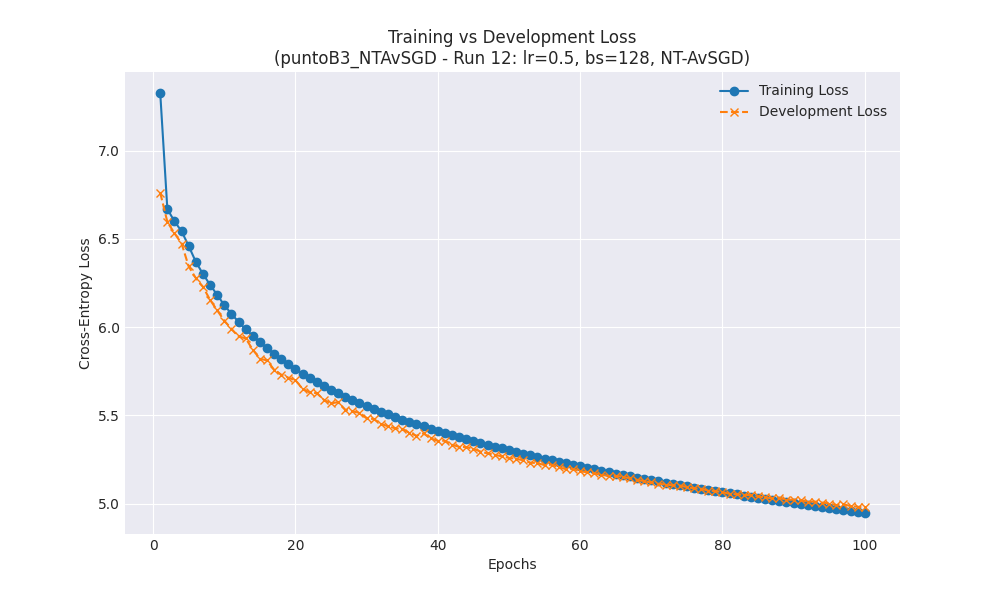 Training vs Development Loss
(puntoB3_NTAvSGD - Run 12: lr=0.5, bs=128, NT-AvSGD)
Training Loss
Development Loss
Cross-Entropy Loss
7.0
6.5
6.0
5.5
5.0
0 20 40 60 80 100
Epochs